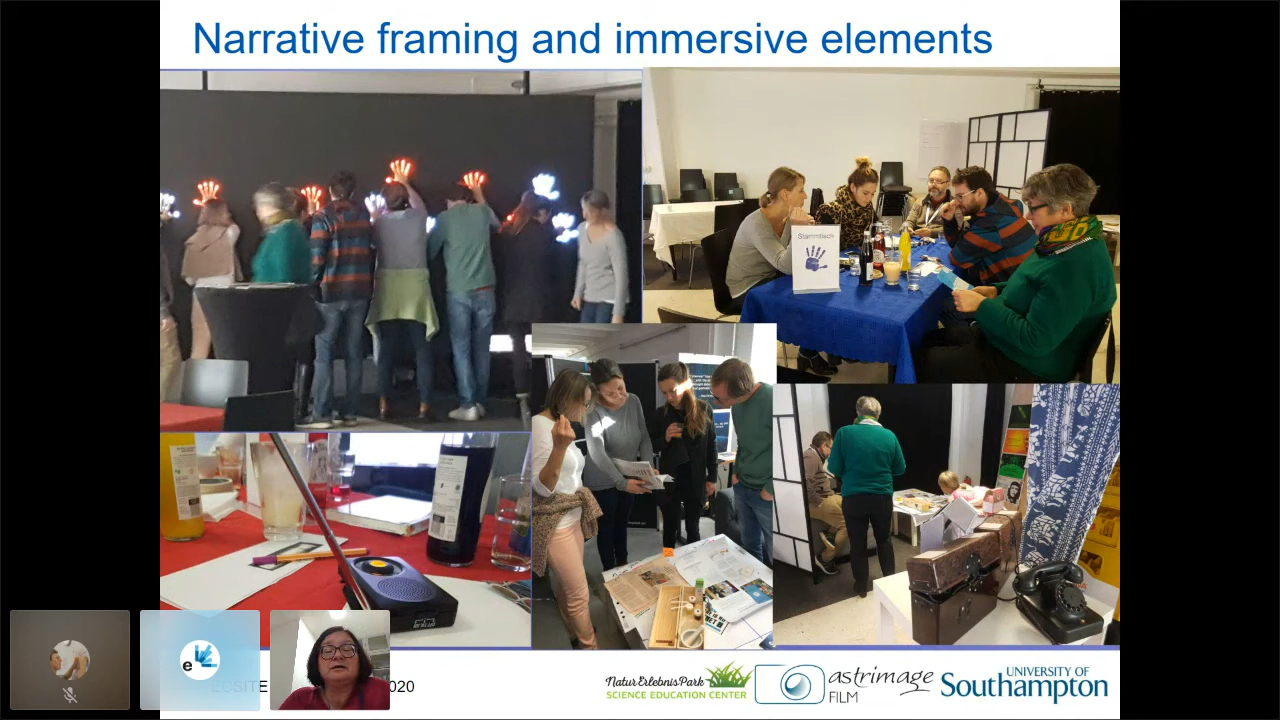 Narrative framing and immersive elements
Stammtisch
e
2020
NaturErlebnisPark
SCIENCE EDUCATION CENTER
astrimage
FILM
UNIVERSITY OF
Southampton